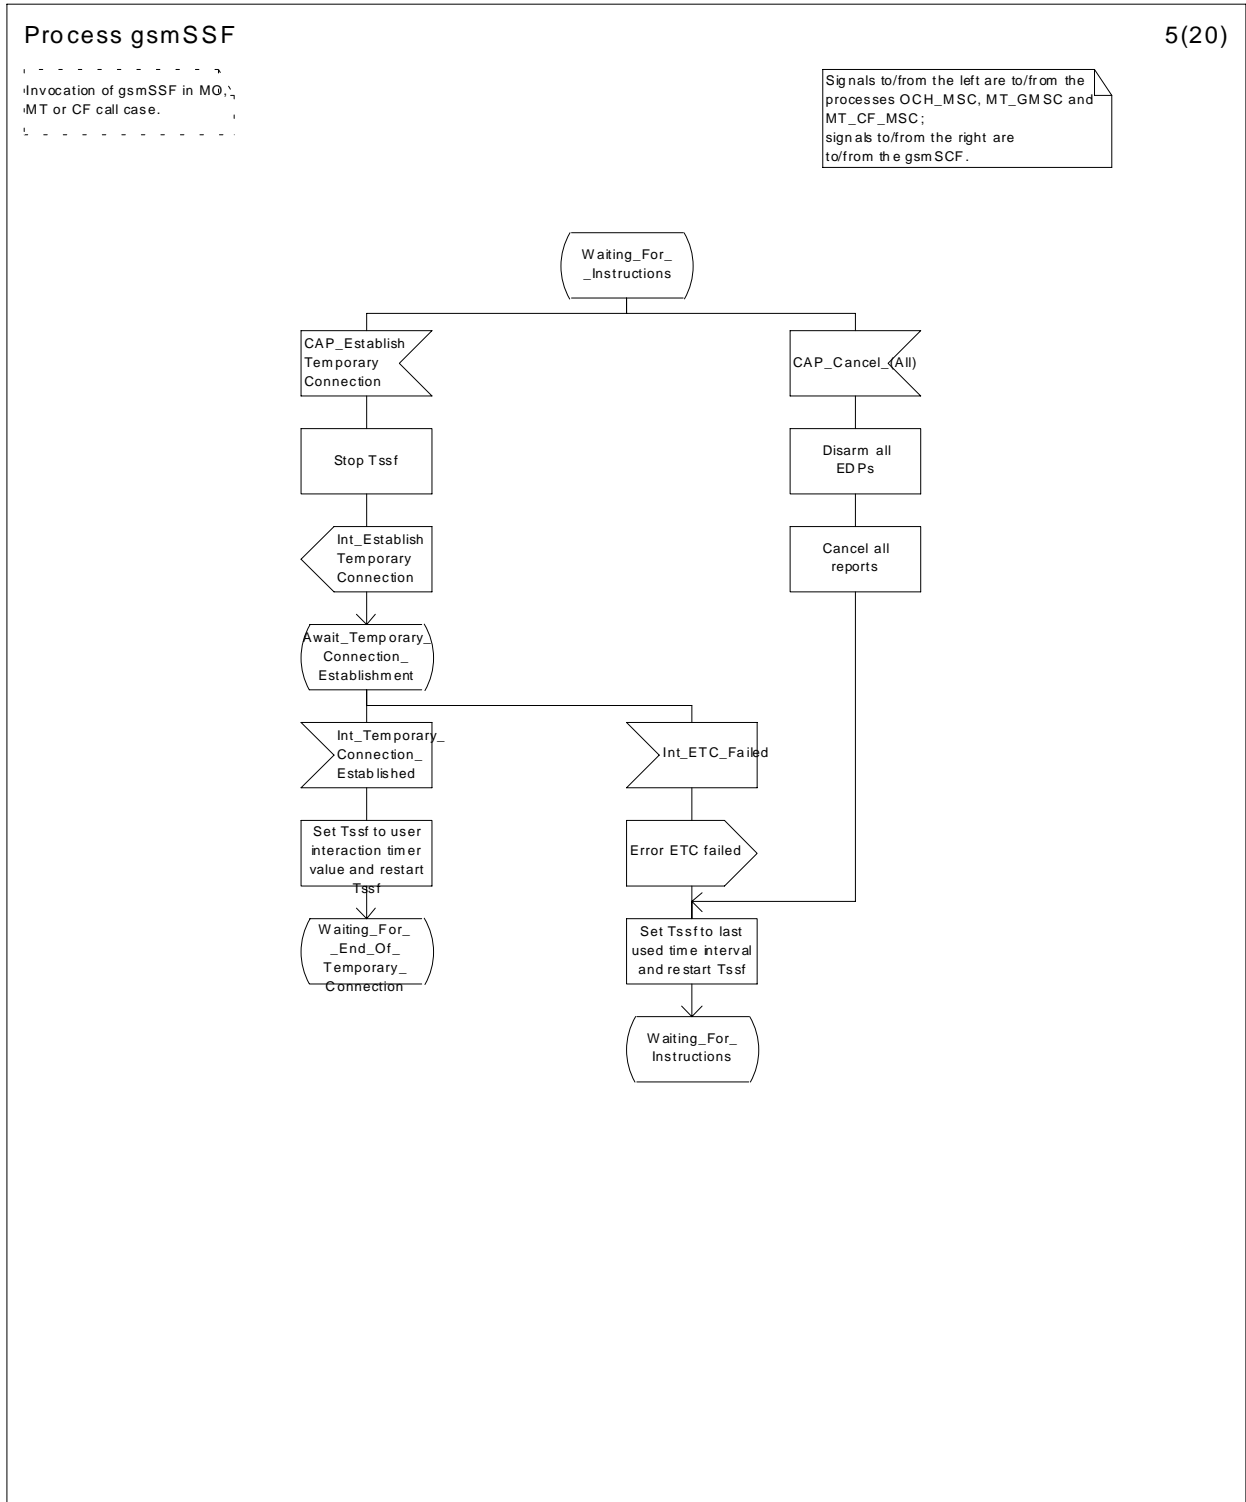 Process gsmSSF
5(20)
Invocation of gsmSSF in MO,
MT or CF call case.
Signals to/from the left are to/from the
processes OCH_MSC, MT_GMSC and
MT_CF_MSC;
signals to/from the right are
to/from the gsmSCF.
Waiting_For_
_Instructions
CAP_Establish
Temporary
Connection
CAP_Cancel_(All)
Stop Tssf
Disarm all
EDPs
Int_Establish
Temporary
Connection
Cancel all
reports
Await_Temporary_
Connection_
Establishment
Int_Temporary_
Connection_
Established
Int_ETC_Failed
Set Tssf to user
interaction timer
value and restart
Tssf
Error ETC failed
Waiting_For_
_End_Of_
Temporary_
Connection
Set Tssf to last
used time interval
and restart Tssf
Waiting_For_
Instructions